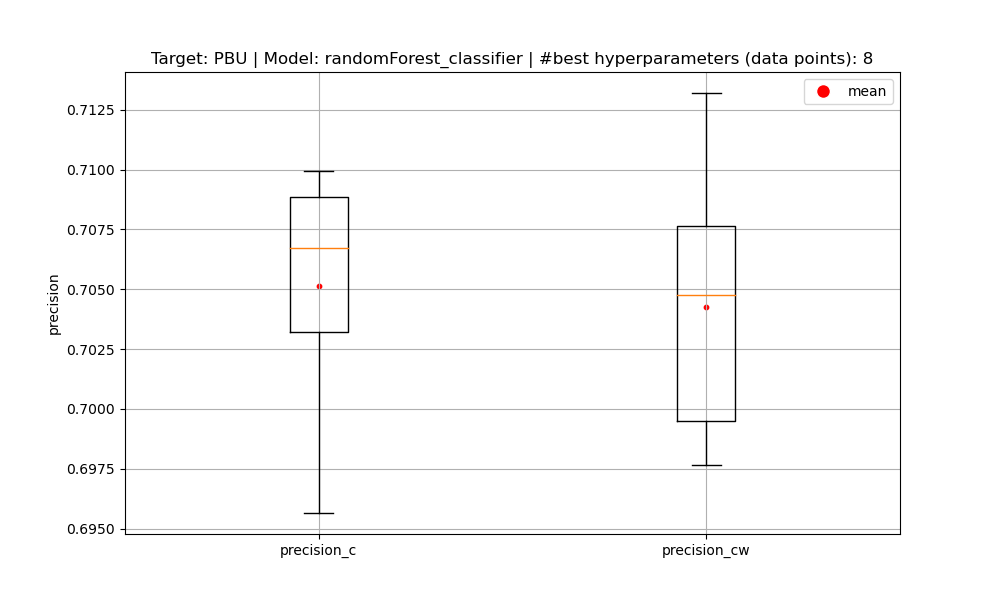 Target: PBU | Model: randomForest_classifier | #best hyperparameters (data points): 8
mean
0.7125
0.7100
0.7075
0.7050
0.7025
0.7000
0.6975
0.6950
precision
precision_c
precision_cw